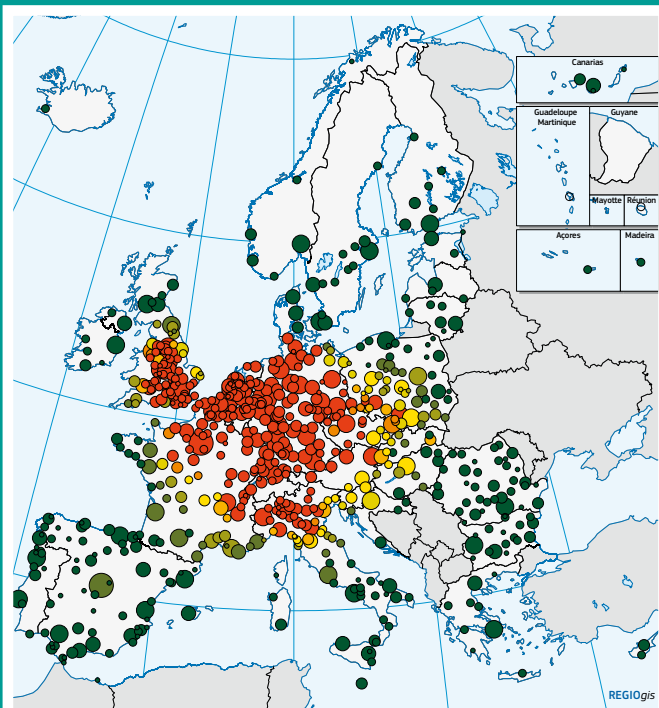 Canarias
Guadeloupe
Martinique
Guyane
Mayotte
Réunion
Açores
Madeira
REGIOgis